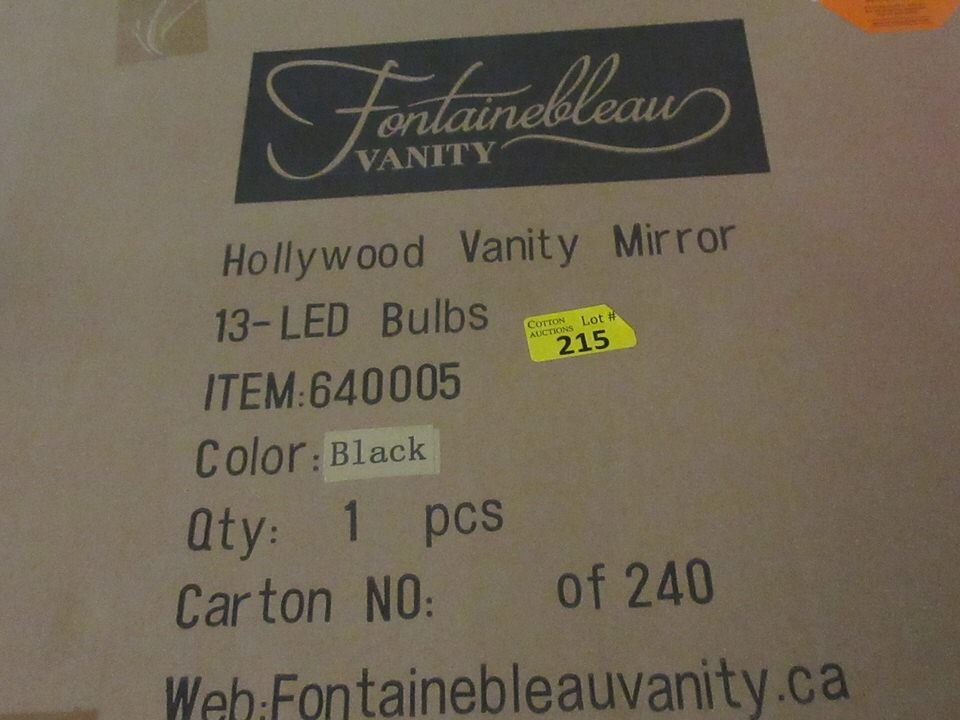 Fontainebleau
VANITY
Hollywood Vanity Mirror
13-LED Bulbs
COTTON
AUCTIONS Lot #
215
ITEM:640005
Color: Black
Qty: 1 pcs
Carton NO: of 240
Web:Fontainebleauvanity.ca